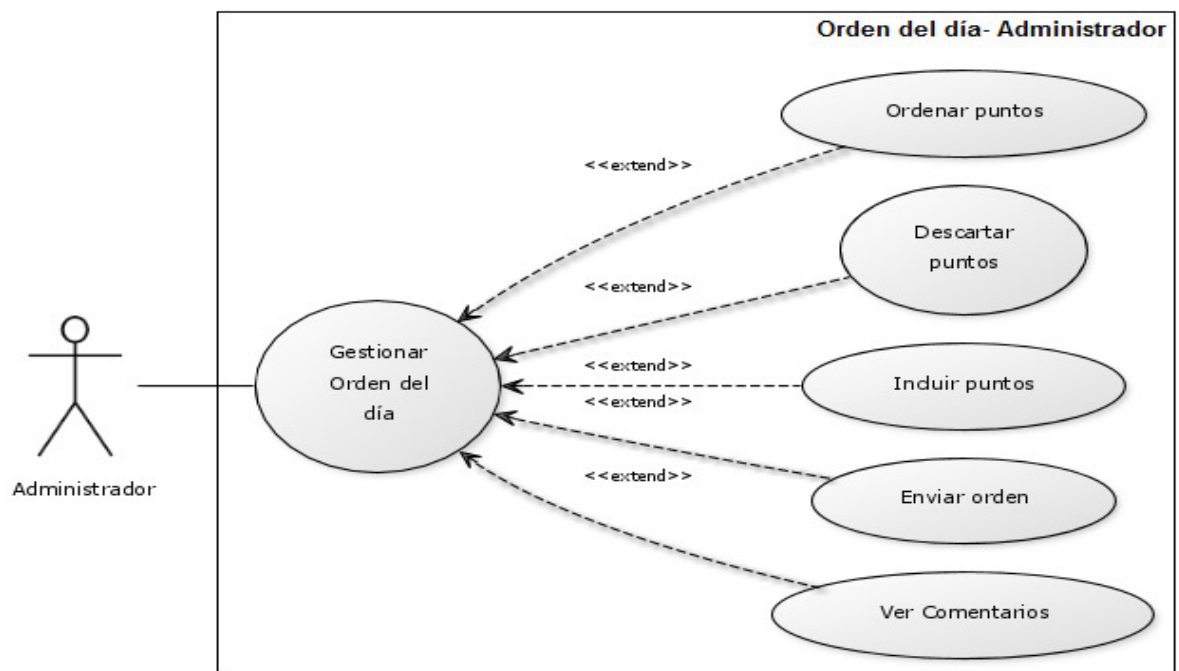 Orden del día- Administrador
Ordenar puntos
<<extend>>
Descartar
puntos
<<extend>>
Gestionar
Orden del
día
<<extend>>
Incluir puntos
<<extend>>
Enviar orden
<<extend>>
Administrador
Ver Comentarios